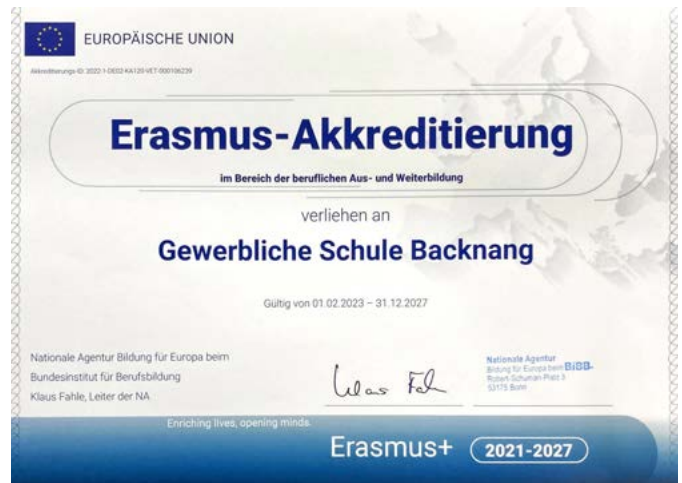 EUROPÄISCHE UNION
Akkreditierungs-ID: 2022-1-DE02-KA120-VET-000106239
Erasmus-Akkreditierung
im Bereich der beruflichen Aus- und Weiterbildung
verliehen an
Gewerbliche Schule Backnang
Gültig von 01.02.2023 – 31.12.2027
Nationale Agentur Bildung für Europa beim
Bundesinstitut für Berufsbildung
Klaus Fahle, Leiter der NA
Klaus Fahle
Nationale Agentur
Bildung für Europa beim BiBB
Robert-Schuman-Platz 3
53175 Bonn
Enriching lives, opening minds.
Erasmus+ 2021-2027